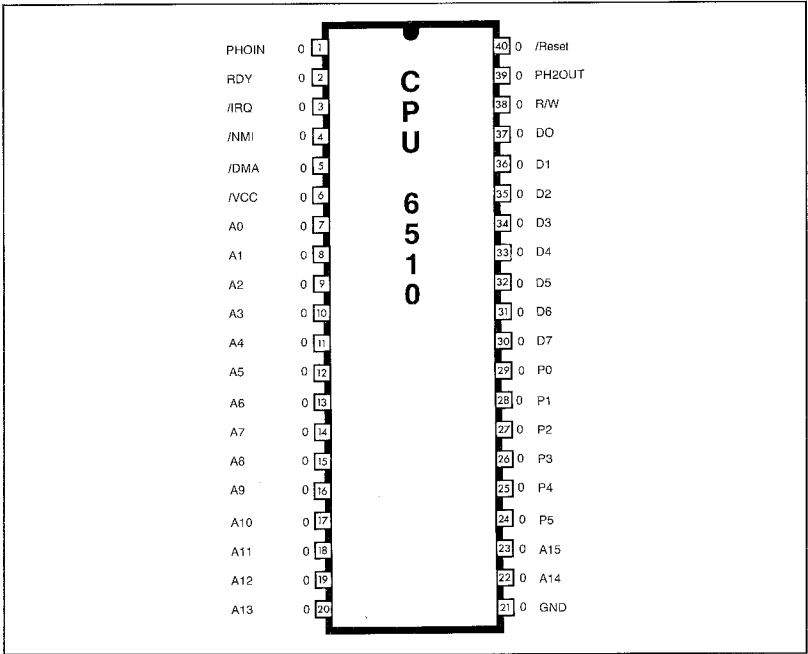 PHOIN 0 1
RDY 0 2
/IRQ 0 3
/NMI 0 4
/DMA 0 5
/VCC 0 6
A0 0 7
A1 0 8
A2 0 9
A3 0 10
A4 0 11
A5 0 12
A6 0 13
A7 0 14
A8 0 15
A9 0 16
A10 0 17
A11 0 18
A12 0 19
A13 0 20
CPU 6510
40 0 /Reset
39 0 PH2OUT
38 0 R/W
37 0 DO
36 0 D1
35 0 D2
34 0 D3
33 0 D4
32 0 D5
31 0 D6
30 0 D7
29 0 P0
28 0 P1
27 0 P2
26 0 P3
25 0 P4
24 0 P5
23 0 A15
22 0 A14
21 0 GND